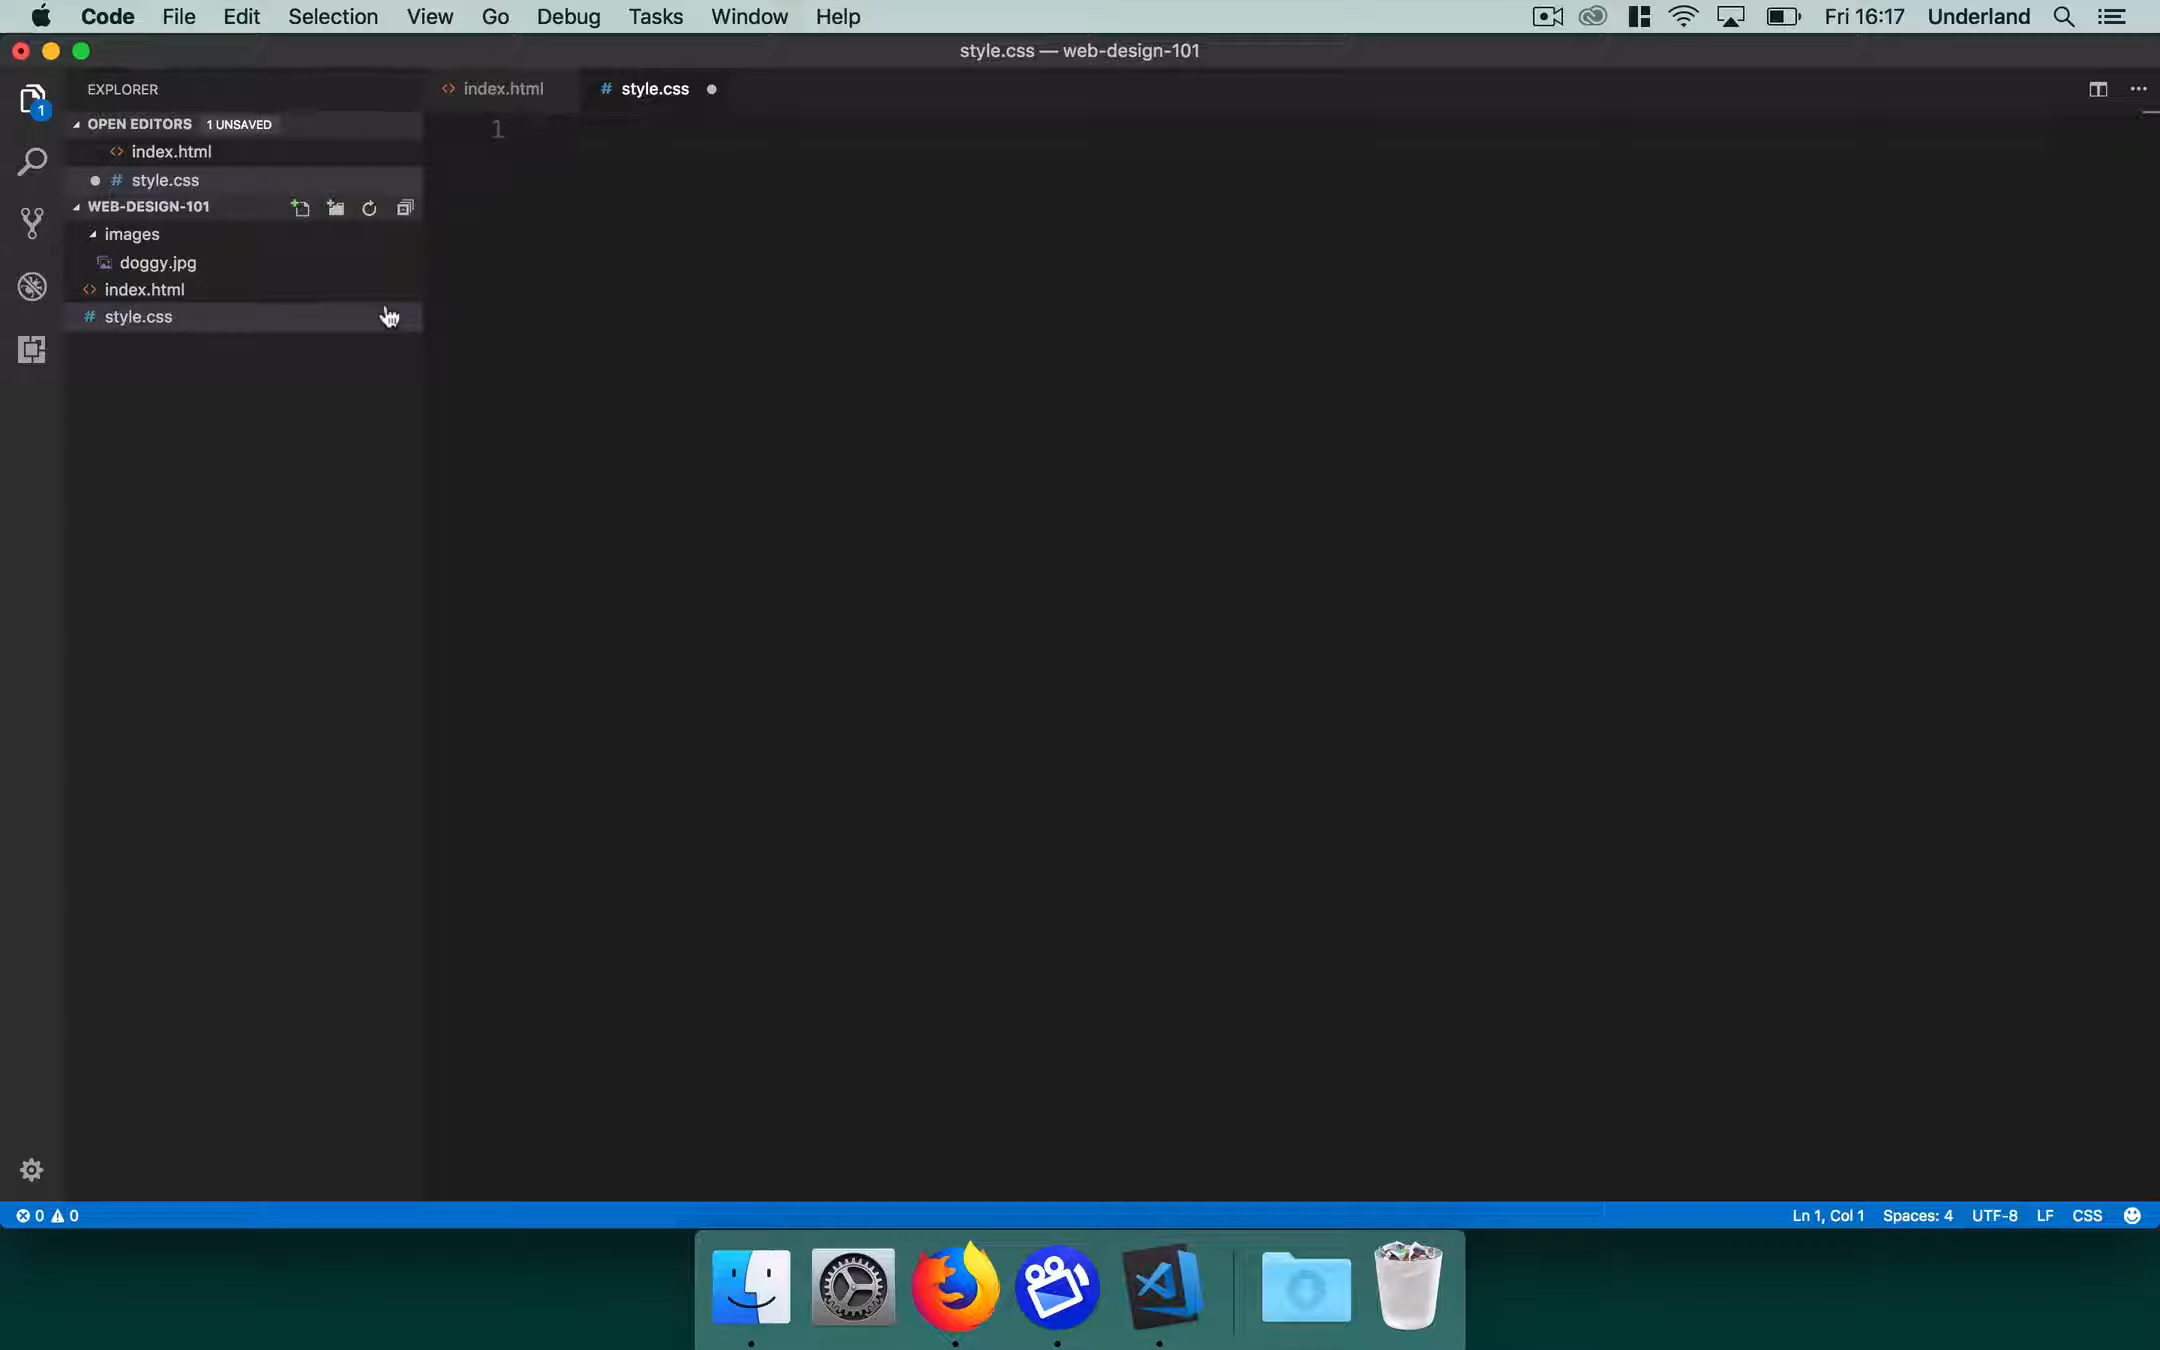 Code File Edit Selection View Go Debug Tasks Window Help Fri 16:17 Underland
style.css — web-design-101
EXPLORER
index.html
style.css
1
OPEN EDITORS 1 UNSAVED
index.html
style.css
WEB-DESIGN-101
images
doggy.jpg
index.html
style.css
1
0 0 Ln 1, Col 1 Spaces: 4 UTF-8 LF CSS